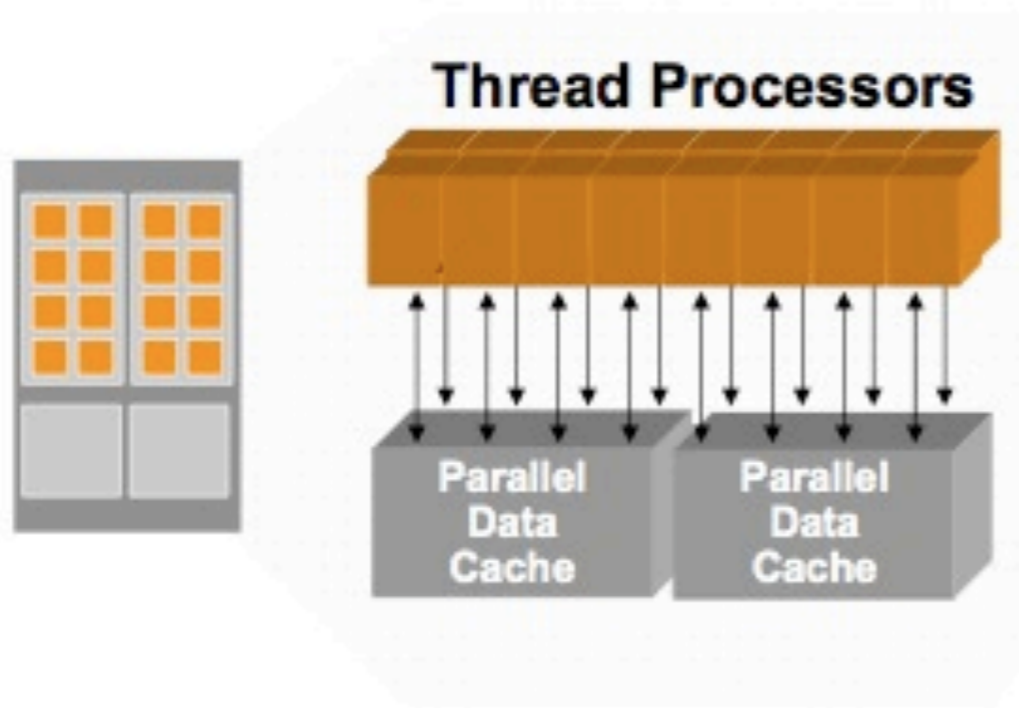 Thread Processors
Parallel
Data
Cache
Parallel
Data
Cache